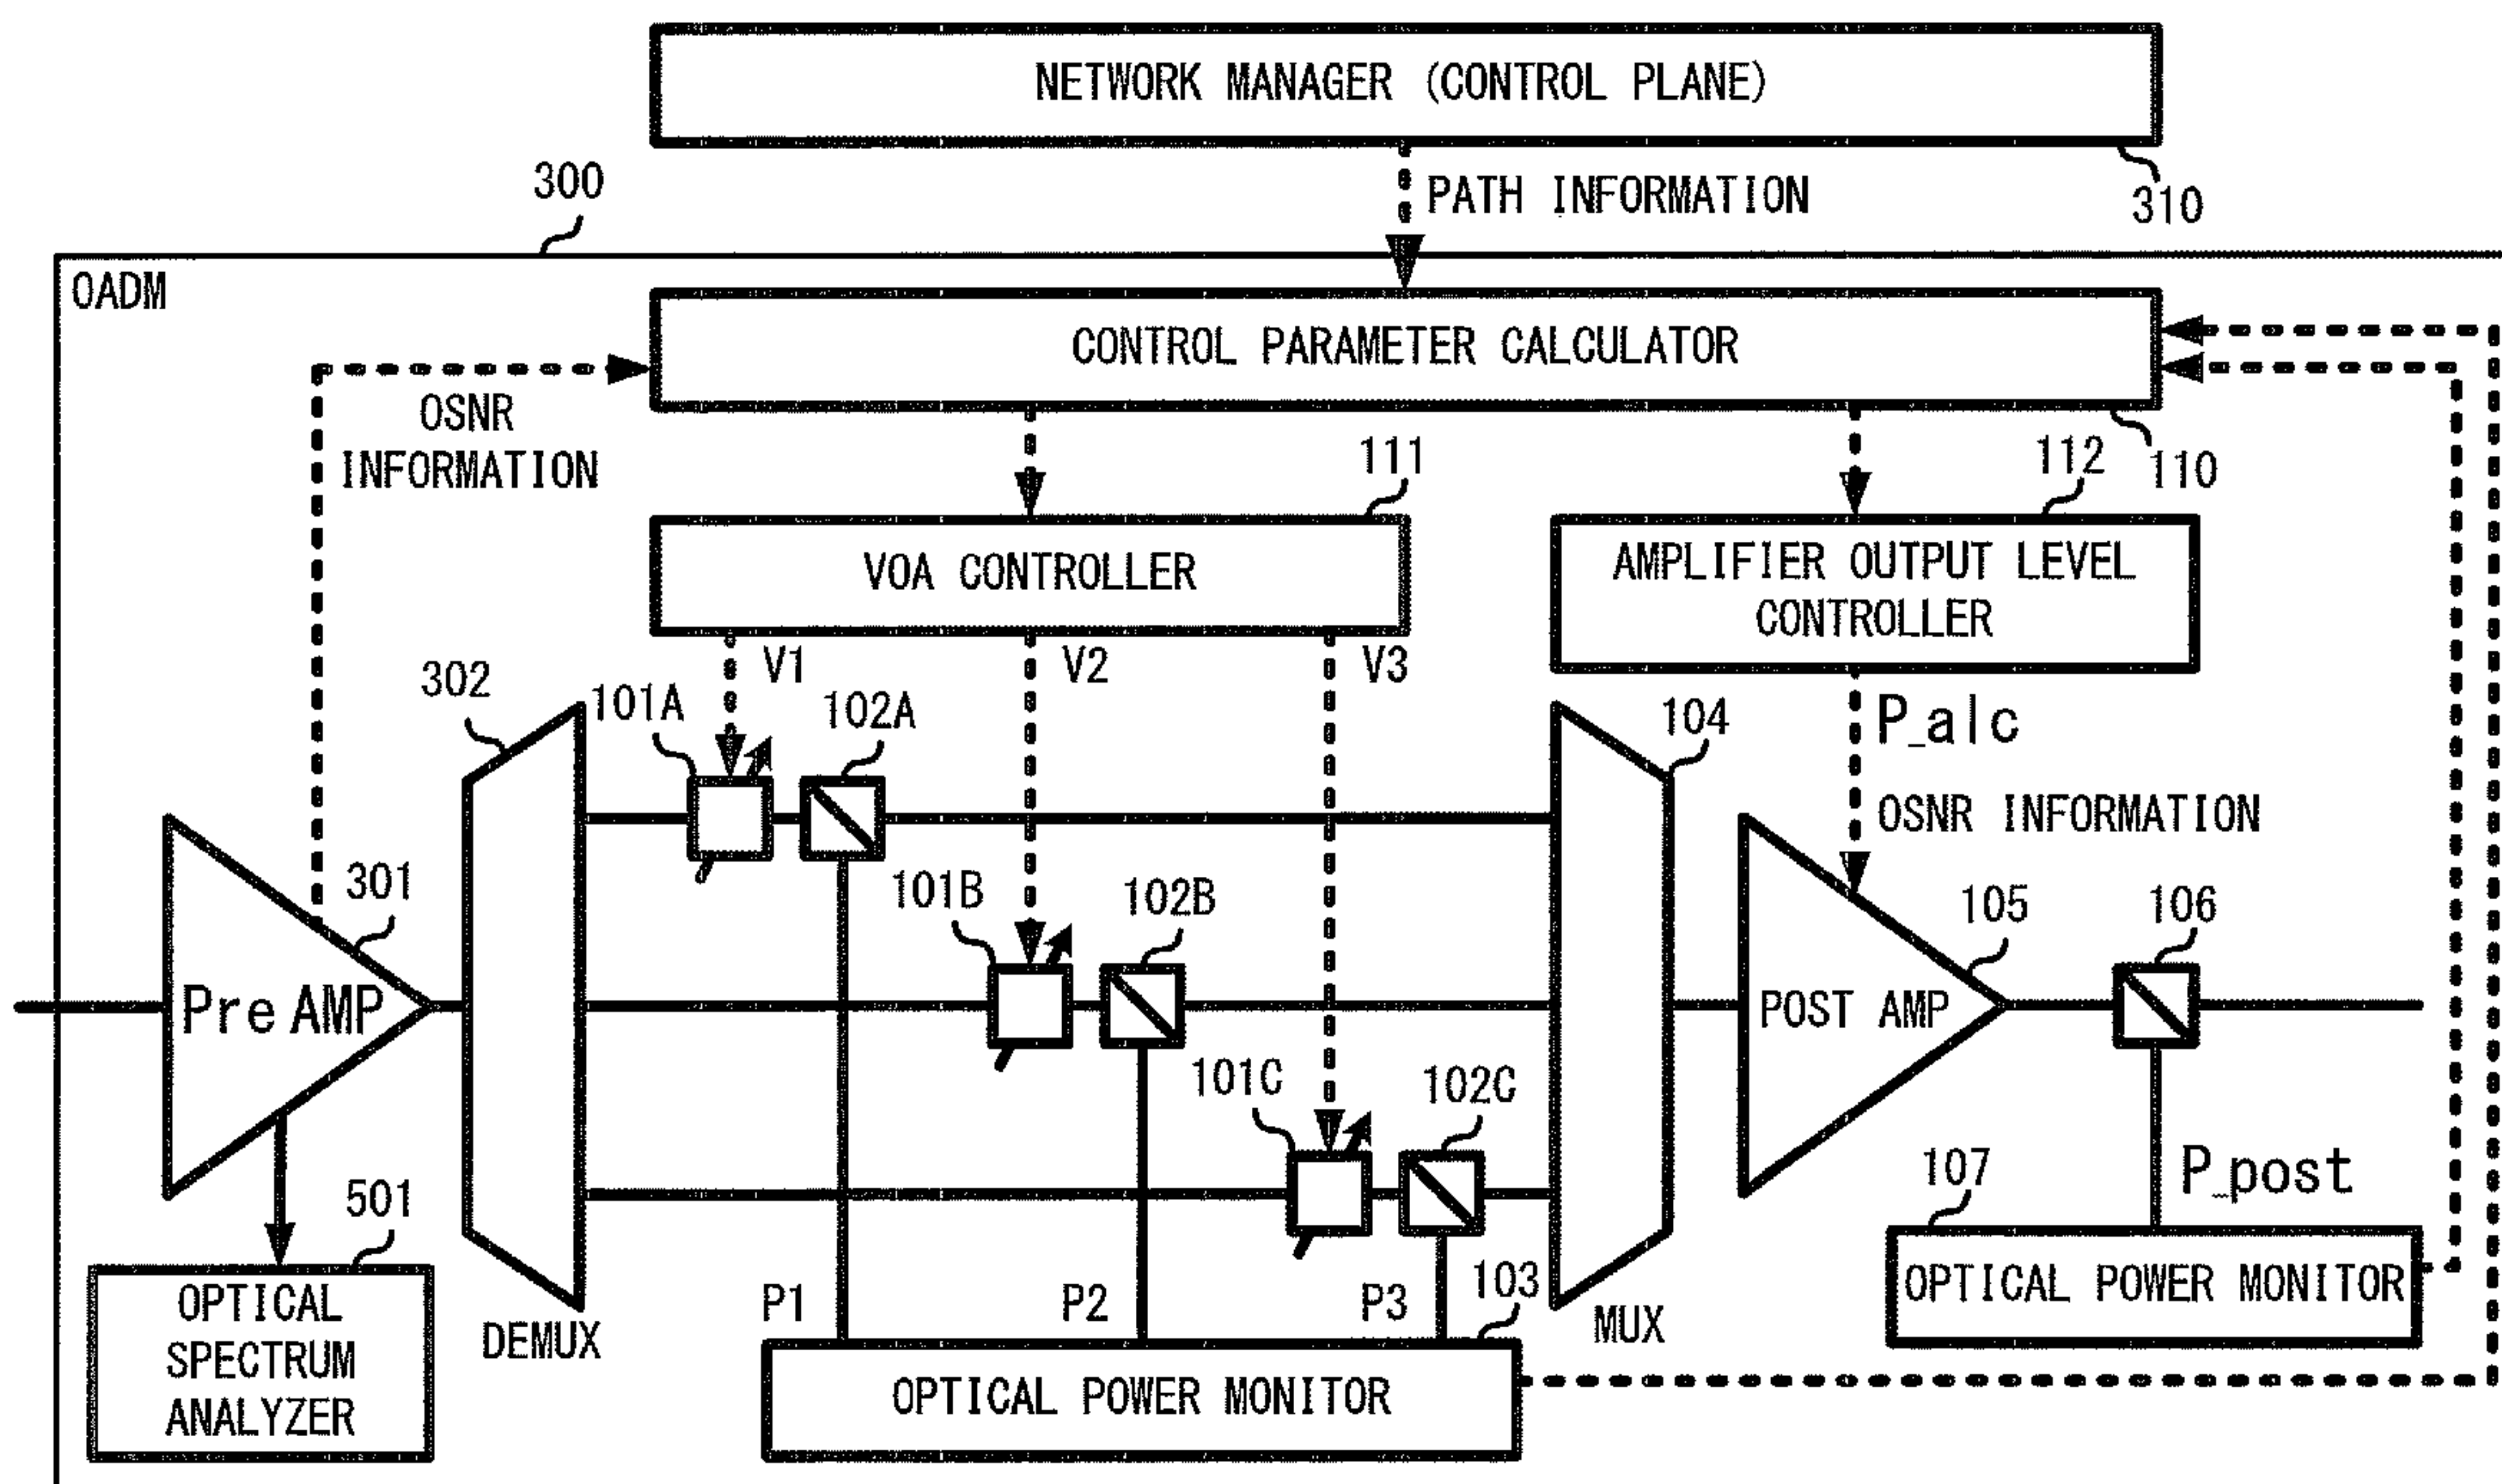 NETWORK MANAGER (CONTROL PLANE)
300
PATH INFORMATION
310
OADM
CONTROL PARAMETER CALCULATOR
OSNR
INFORMATION
111
112
110
VOA CONTROLLER
AMPLIFIER OUTPUT LEVEL
CONTROLLER
302
101A
V1
102A
V2
V3
P_alc
104
OSNR INFORMATION
301
101B
102B
105
106
Pre AMP
POST AMP
101C
102C
107
P_post
501
OPTICAL
SPECTRUM
ANALYZER
DEMUX
P1
P2
P3
103
MUX
OPTICAL POWER MONITOR
OPTICAL POWER MONITOR